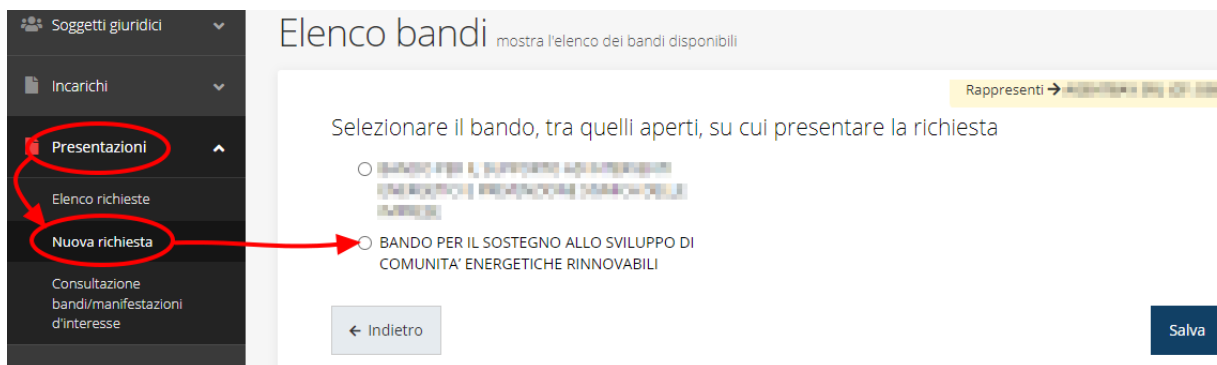 Soggetti giuridici
Elenco bandi mostra l'elenco dei bandi disponibili
Incarichi
Rappresenti →
Selezionare il bando, tra quelli aperti, su cui presentare la richiesta
Presentazioni
Elenco richieste
Nuova richiesta
BANDO PER IL SOSTEGNO ALLO SVILUPPO DI
COMUNITA' ENERGETICHE RINNOVABILI
Consultazione
bandi/manifestazioni
d'interesse
← Indietro
Salva